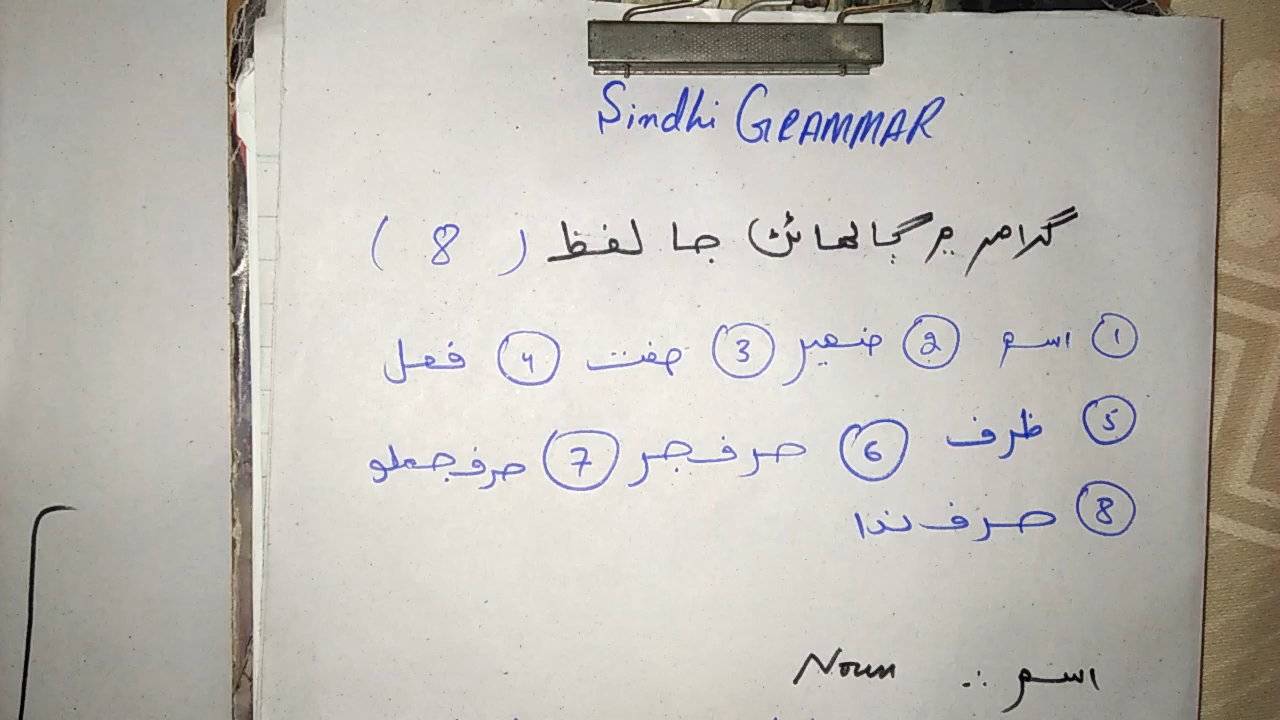 Sindhi GRAMMAR
گرامر ۾ ڳالهائڻ جا لفظ ( 8 )
① اسم ② ضمير ③ صفت ④ فعل
⑤ ظرف ⑥ حرف جر ⑦ حرف جملو
⑧ حرف ندا
اسم :. Noun